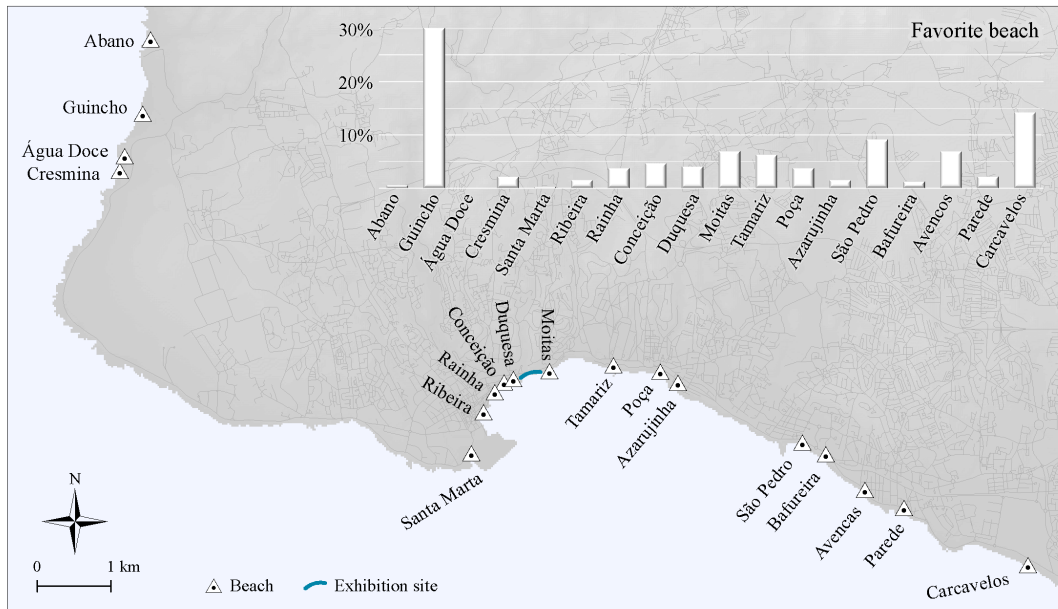 Favorite beach
30%
20%
10%
Abano
Guincho
Água Doce
Cresmina
Santa Marta
Ribeira
Rainha
Conceição
Duquesa
Moitas
Tamariz
Poça
Azarujinha
São Pedro
Bafureira
Avencos
Parede
Carcavelos
Abano
Guincho
Água Doce
Cresmina
Santa Marta
Ribeira
Rainha
Conceição
Duquesa
Moitas
Tamariz
Poça
Azarujinha
São Pedro
Bafureira
Avencas
Parede
Carcavelos
N
0 1 km
Beach
Exhibition site